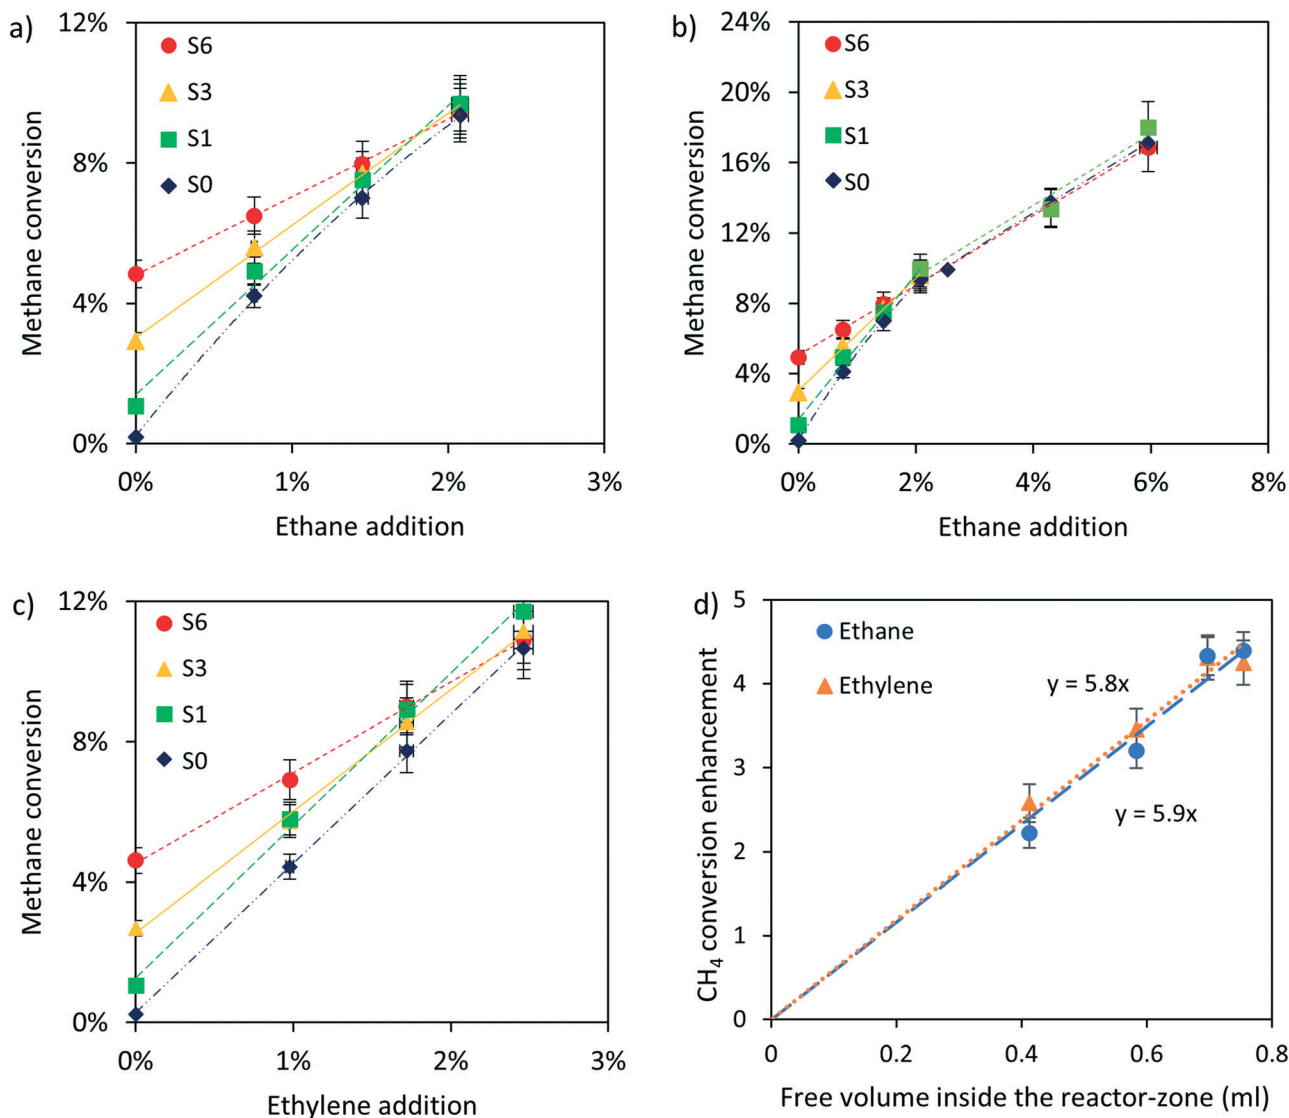 a)
12%
8%
4%
0%
Methane conversion
S6
S3
S1
S0
0% 1% 2% 3%
Ethane addition
b)
24%
20%
16%
12%
8%
4%
0%
Methane conversion
S6
S3
S1
S0
0% 2% 4% 6% 8%
Ethane addition
c)
12%
8%
4%
0%
Methane conversion
S6
S3
S1
S0
0% 1% 2% 3%
Ethylene addition
d)
5
4
3
2
1
0
CH₄ conversion enhancement
Ethane
Ethylene
y = 5.8x
y = 5.9x
0 0.2 0.4 0.6 0.8
Free volume inside the reactor-zone (ml)